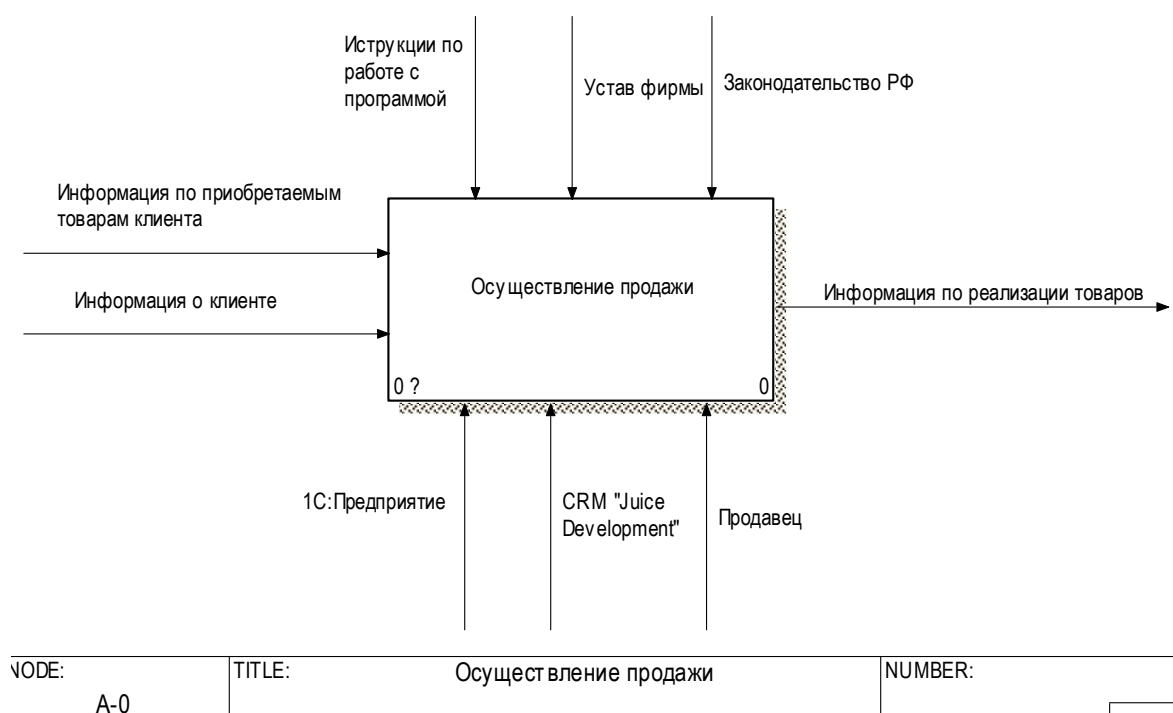 Иструкции по
работе с
программой
Устав фирмы
Законодательство РФ
Информация по приобретаемым
товарам клиента
Информация о клиенте
Осуществление продажи
Информация по реализации товаров
0 ?
0
1С:Предприятие
CRM "Juice
Development"
Продавец
NODE:
TITLE:
Осуществление продажи
NUMBER:
A-0